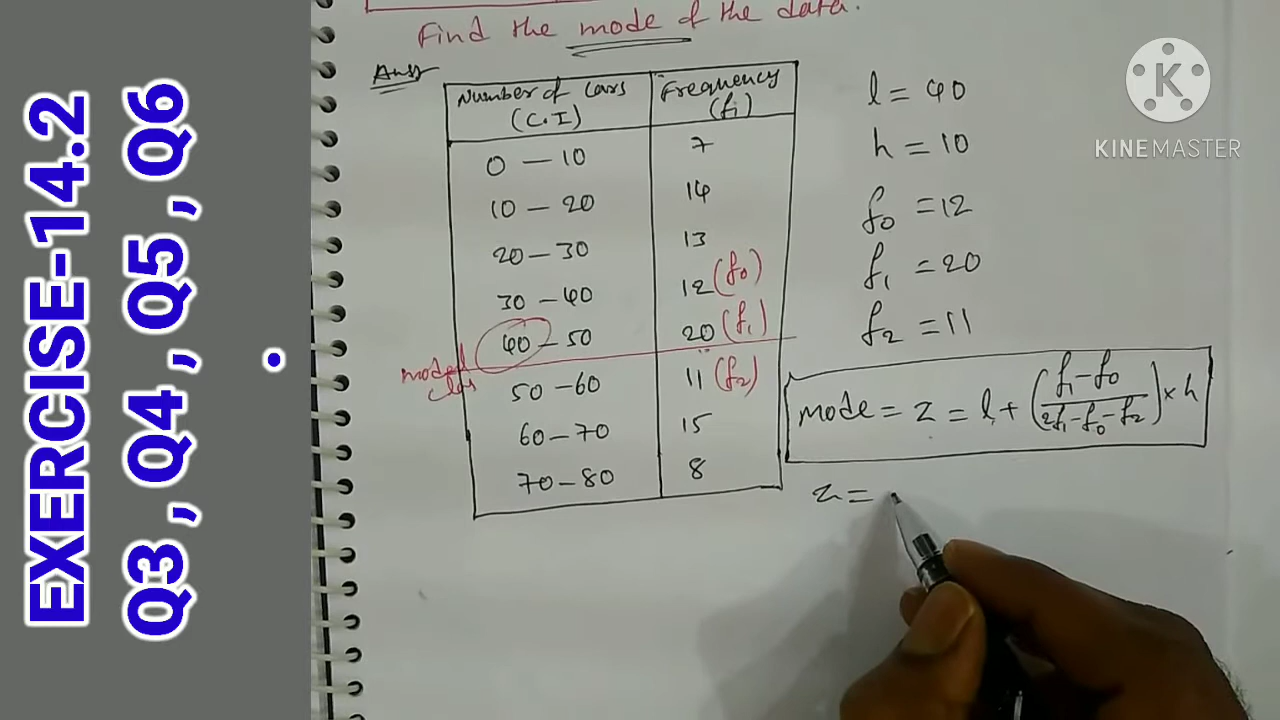 EXERCISE-14.2
Q3 , Q4 , Q5 , Q6
.
Find the mode of the data.
Ans:
Number of Cars (C.I) Frequency (fi)
0 – 10 7
10 – 20 14
20 – 30 13
30 – 40 12 (f0)
40 – 50 20 (f1)
50 – 60 11 (f2)
60 – 70 15
70 – 80 8
l = 40
h = 10
f0 = 12
f1 = 20
f2 = 11
mode = z = l + (f1 – f0 / 2f1 – f0 – f2) × h
z =
K
KINEMASTER